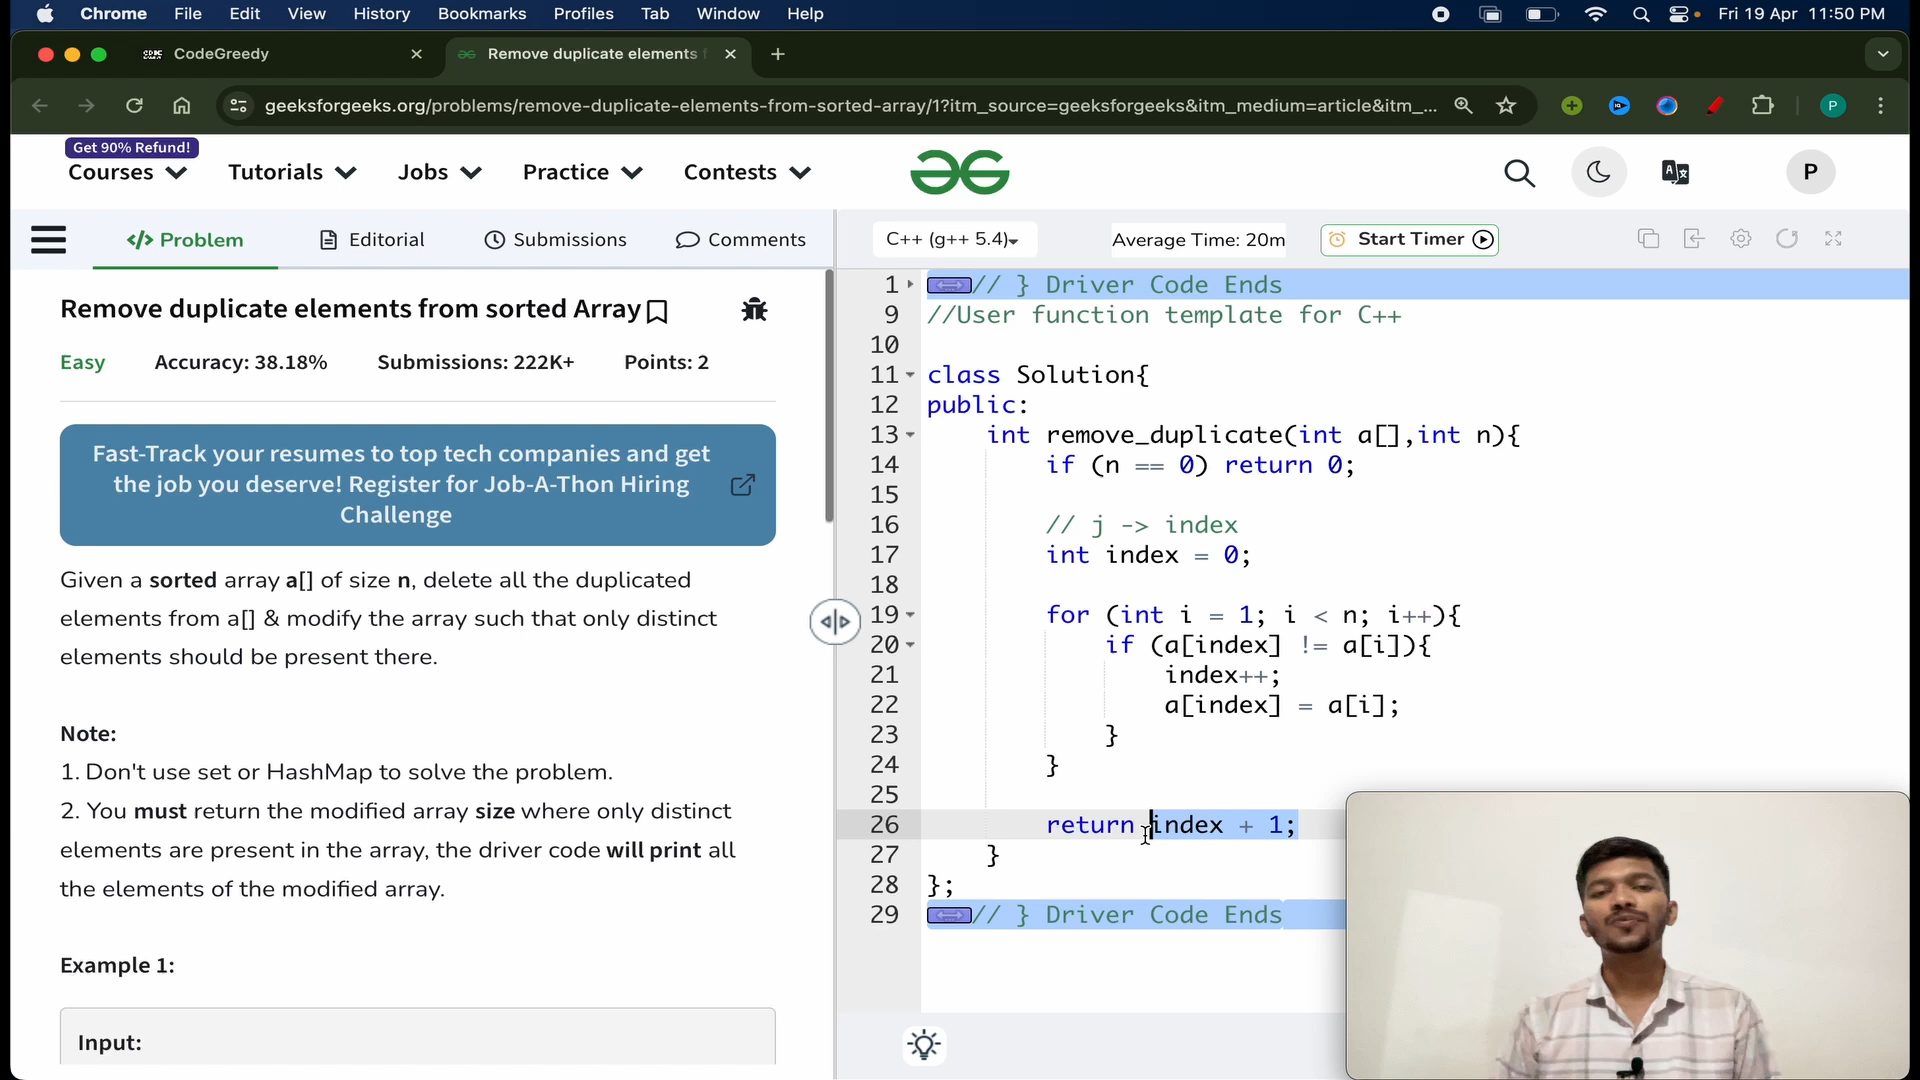 Chrome File Edit View History Bookmarks Profiles Tab Window Help Fri 19 Apr 11:50 PM
CodeGreedy Remove duplicate elements f
geeksforgeeks.org/problems/remove-duplicate-elements-from-sorted-array/1?itm_source=geeksforgeeks&itm_medium=article&itm_... P
Get 90% Refund!
Courses Tutorials Jobs Practice Contests P
</> Problem Editorial Submissions Comments
C++ (g++ 5.4) Average Time: 20m Start Timer
Remove duplicate elements from sorted Array
Easy Accuracy: 38.18% Submissions: 222K+ Points: 2
Fast-Track your resumes to top tech companies and get
the job you deserve! Register for Job-A-Thon Hiring
Challenge
Given a sorted array a[] of size n, delete all the duplicated
elements from a[] & modify the array such that only distinct
elements should be present there.
Note:
1. Don't use set or HashMap to solve the problem.
2. You must return the modified array size where only distinct
elements are present in the array, the driver code will print all
the elements of the modified array.
Example 1:
Input:
1 // } Driver Code Ends
9 //User function template for C++
10
11 class Solution{
12 public:
13 int remove_duplicate(int a[],int n){
14 if (n == 0) return 0;
15
16 // j -> index
17 int index = 0;
18
19 for (int i = 1; i < n; i++){
20 if (a[index] != a[i]){
21 index++;
22 a[index] = a[i];
23 }
24 }
25
26 return index + 1;
27 }
28 };
29 // } Driver Code Ends